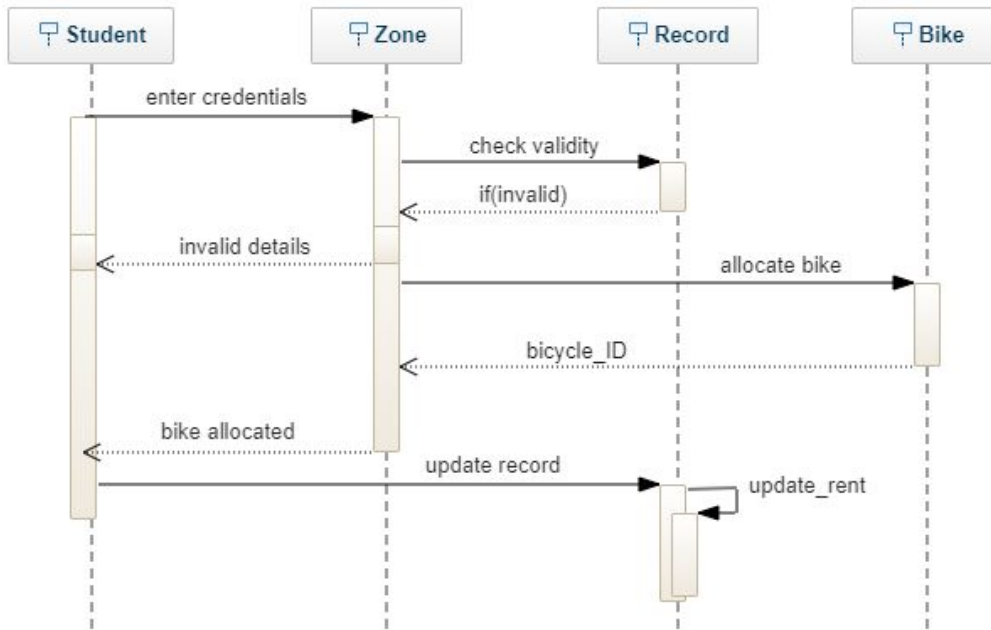 Student
Zone
Record
Bike
enter credentials
check validity
if(invalid)
invalid details
allocate bike
bicycle_ID
bike allocated
update record
update_rent